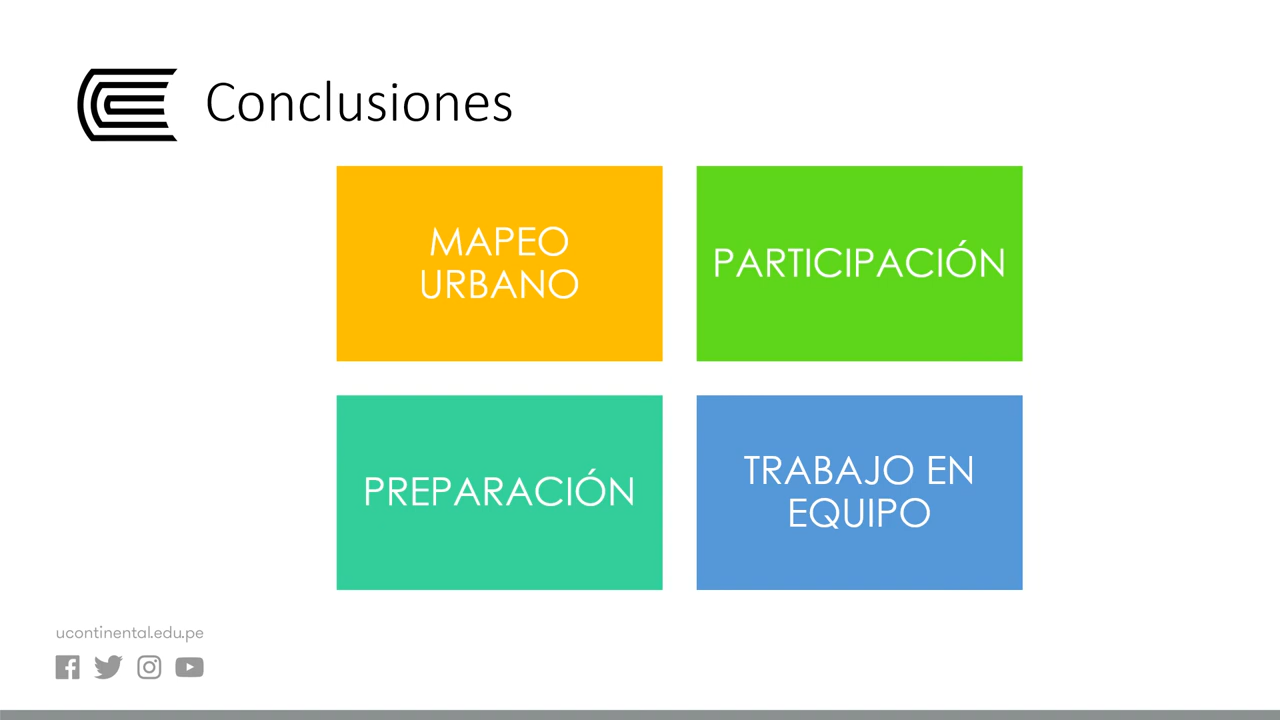 Conclusiones
MAPEO
URBANO
PARTICIPACIÓN
PREPARACIÓN
TRABAJO EN
EQUIPO
ucontinental.edu.pe